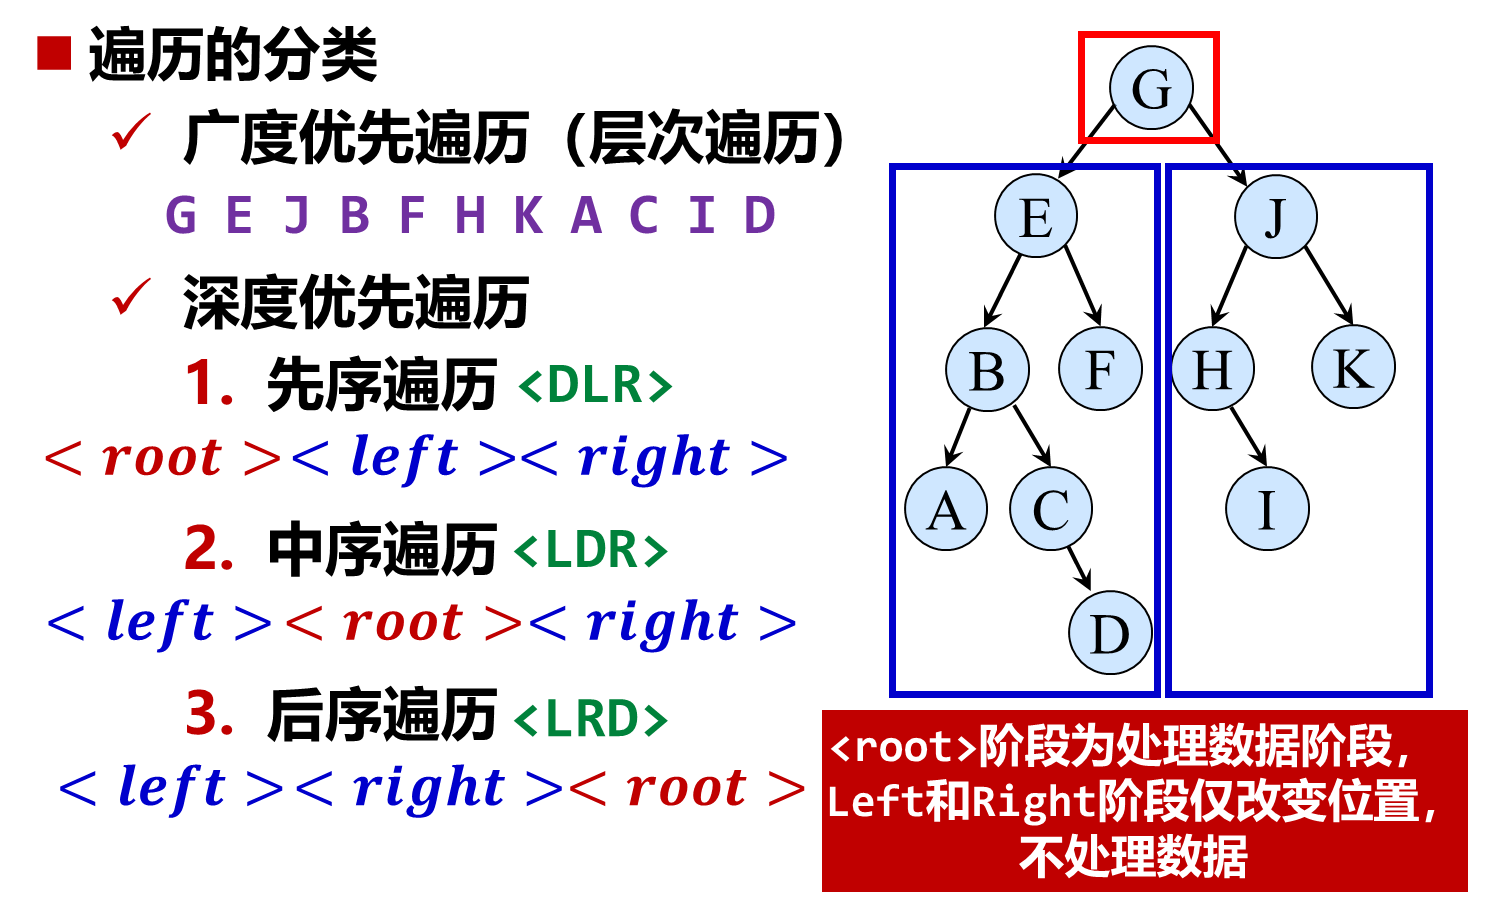 遍历的分类
广度优先遍历（层次遍历）
G E J B F H K A C I D
深度优先遍历
1. 先序遍历 <DLR>
< root >< left >< right >
2. 中序遍历 <LDR>
< left >< root >< right >
3. 后序遍历 <LRD>
< left >< right >< root >
G
E J
B F H K
A C I
D
<root>阶段为处理数据阶段，
Left和Right阶段仅改变位置，
不处理数据